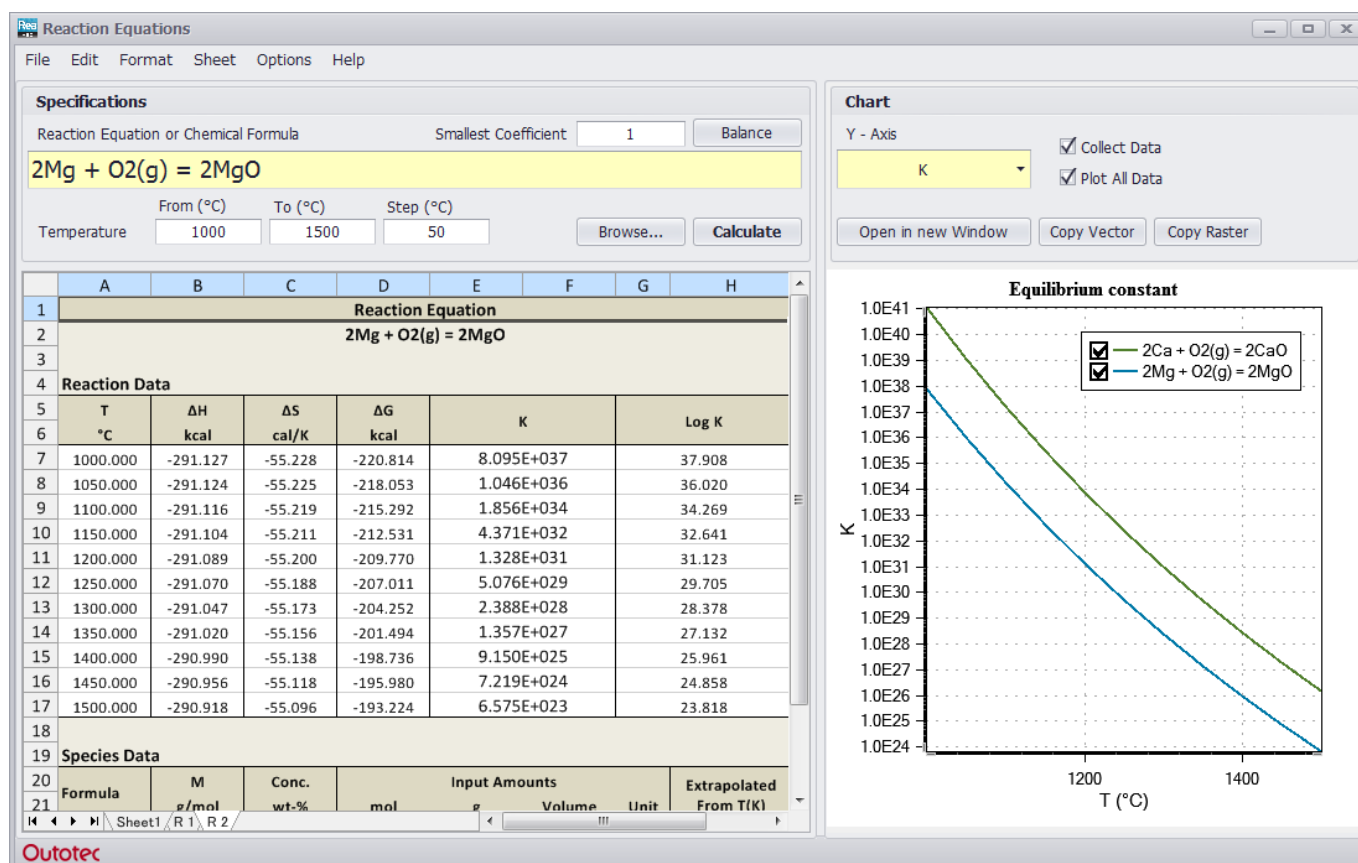 Rea Reaction Equations
File Edit Format Sheet Options Help
Specifications
Reaction Equation or Chemical Formula Smallest Coefficient 1 Balance
2Mg + O2(g) = 2MgO
From (°C) To (°C) Step (°C)
Temperature 1000 1500 50 Browse... Calculate
Chart
Y - Axis
K
Collect Data
Plot All Data
Open in new Window Copy Vector Copy Raster
A B C D E F G H
1 Reaction Equation
2 2Mg + O2(g) = 2MgO
3
4 Reaction Data
5 T ΔH ΔS ΔG K Log K
6 °C kcal cal/K kcal
7 1000.000 -291.127 -55.228 -220.814 8.095E+037 37.908
8 1050.000 -291.124 -55.225 -218.053 1.046E+036 36.020
9 1100.000 -291.116 -55.219 -215.292 1.856E+034 34.269
10 1150.000 -291.104 -55.211 -212.531 4.371E+032 32.641
11 1200.000 -291.089 -55.200 -209.770 1.328E+031 31.123
12 1250.000 -291.070 -55.188 -207.011 5.076E+029 29.705
13 1300.000 -291.047 -55.173 -204.252 2.388E+028 28.378
14 1350.000 -291.020 -55.156 -201.494 1.357E+027 27.132
15 1400.000 -290.990 -55.138 -198.736 9.150E+025 25.961
16 1450.000 -290.956 -55.118 -195.980 7.219E+024 24.858
17 1500.000 -290.918 -55.096 -193.224 6.575E+023 23.818
18
19 Species Data
20 Formula M Conc. Input Amounts Extrapolated
21 g/mol wt-% mol g Volume Unit From T(K)
Sheet1 R 1 R 2
Outotec
Equilibrium constant
1.0E41
1.0E40
1.0E39
1.0E38
1.0E37
1.0E36
1.0E35
1.0E34
1.0E33
1.0E32
1.0E31
1.0E30
1.0E29
1.0E28
1.0E27
1.0E26
1.0E25
1.0E24
K
2Ca + O2(g) = 2CaO
2Mg + O2(g) = 2MgO
1200 1400
T (°C)